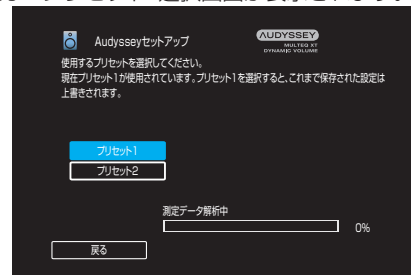 Audysseyセットアップ
AUDYSSEY
MULTEQ XT
DYNAMIC VOLUME
使用するプリセットを選択してください。
現在プリセット1が使用されています。プリセット1を選択すると、これまで保存された設定は
上書きされます。
プリセット1
プリセット2
測定データ解析中
0%
戻る